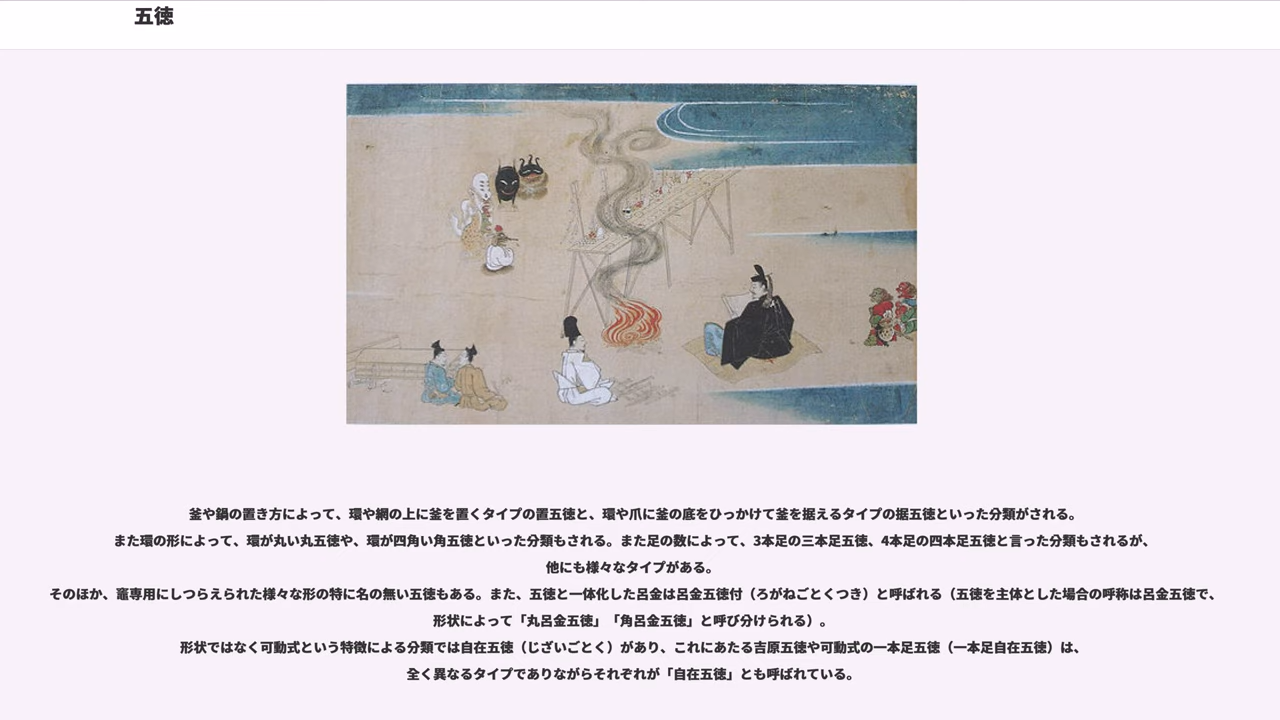 五徳
釜や鍋の置き方によって、環や網の上に釜を置くタイプの置五徳と、環や爪に釜の底をひっかけて釜を据えるタイプの据五徳といった分類がされる。
また環の形によって、環が丸い丸五徳や、環が四角い角五徳といった分類もされる。また足の数によって、3本足の三本足五徳、4本足の四本足五徳と言った分類もされるが、
他にも様々なタイプがある。
そのほか、竈専用にしつらえられた様々な形の特に名の無い五徳もある。また、五徳と一体化した呂金は呂金五徳付（ろがねごとくつき）と呼ばれる（五徳を主体とした場合の呼称は呂金五徳で、
形状によって「丸呂金五徳」「角呂金五徳」と呼び分けられる）。
形状ではなく可動式という特徴による分類では自在五徳（じざいごとく）があり、これにあたる吉原五徳や可動式の一本足五徳（一本足自在五徳）は、
全く異なるタイプでありながらそれぞれが「自在五徳」とも呼ばれている。